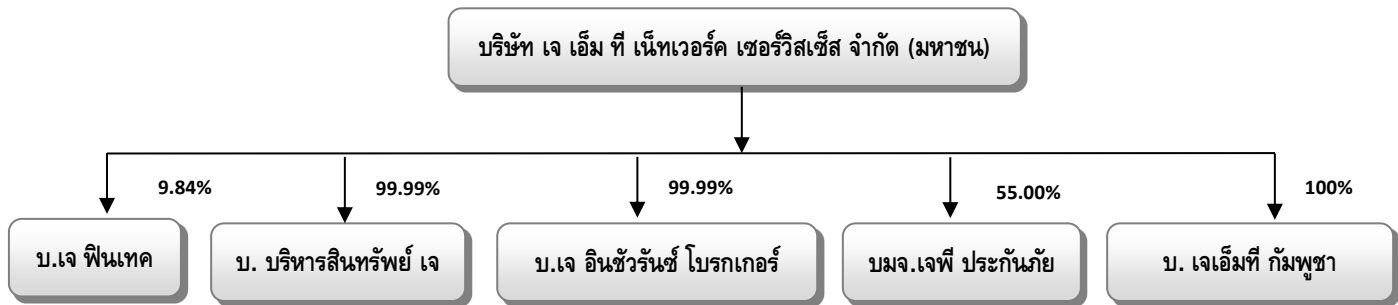 บริษัท เจ เอ็ม ที เน็ทเวอร์ค เซอร์วิสเซ็ส จำกัด (มหาชน)
9.84%
99.99%
99.99%
55.00%
100%
บ.เจ ฟินเทค
บ. บริหารสินทรัพย์ เจ
บ.เจ อินชัวรันซ์ โบรกเกอร์
บมจ.เจพี ประกันภัย
บ. เจเอ็มที กัมพูชา